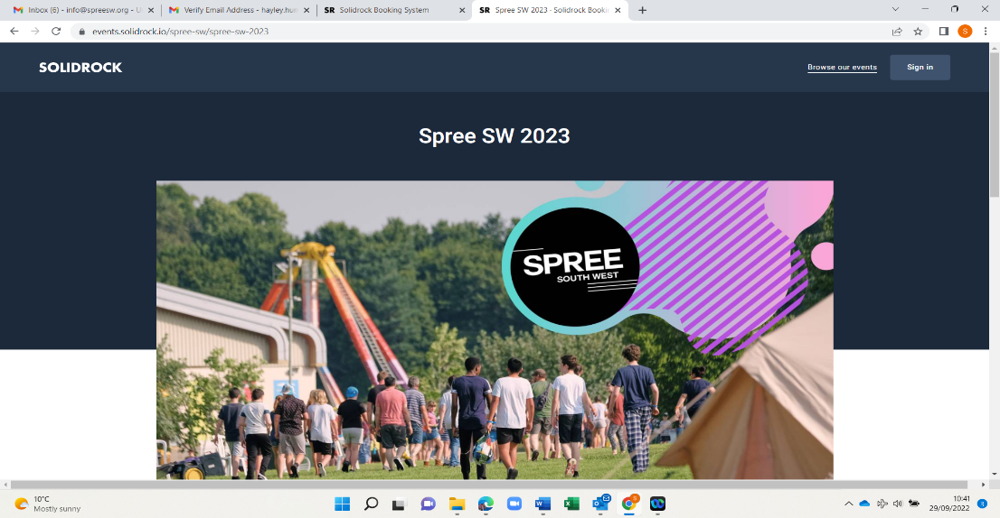 Inbox (6) - info@spreesw.org - U
Verify Email Address - hayley.hun
SR Solidrock Booking System
SR Spree SW 2023 - Solidrock Booki
events.solidrock.io/spree-sw/spree-sw-2023
S
SOLIDROCK
Browse our events
Sign in
Spree SW 2023
SPREE
SOUTH WEST
10°C
Mostly sunny
10:41
29/09/2022
3